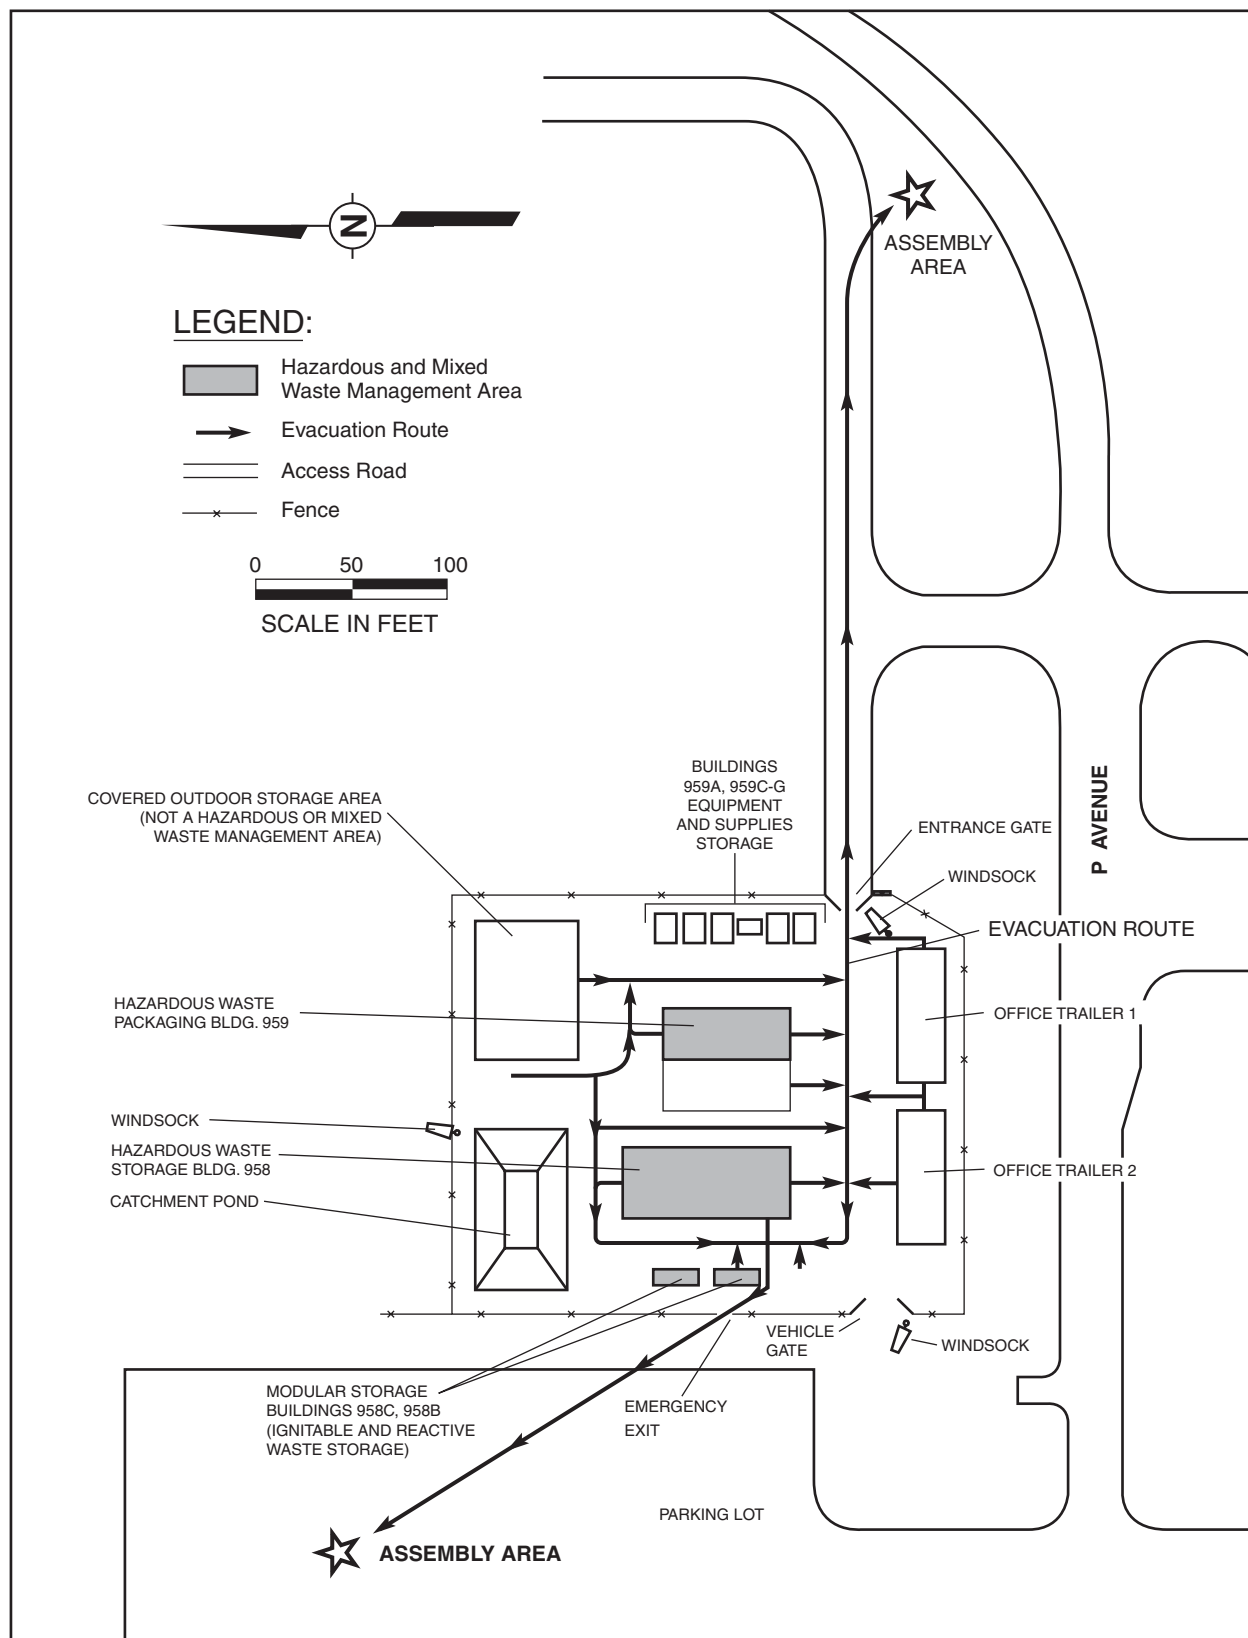 ASSEMBLY
AREA
N
LEGEND:
Hazardous and Mixed
Waste Management Area
Evacuation Route
Access Road
Fence
0 50 100
SCALE IN FEET
BUILDINGS
959A, 959C-G
EQUIPMENT
AND SUPPLIES
STORAGE
P AVENUE
COVERED OUTDOOR STORAGE AREA
(NOT A HAZARDOUS OR MIXED
WASTE MANAGEMENT AREA)
ENTRANCE GATE
WINDSOCK
EVACUATION ROUTE
HAZARDOUS WASTE
PACKAGING BLDG. 959
OFFICE TRAILER 1
WINDSOCK
HAZARDOUS WASTE
STORAGE BLDG. 958
OFFICE TRAILER 2
CATCHMENT POND
VEHICLE
GATE
WINDSOCK
MODULAR STORAGE
BUILDINGS 958C, 958B
(IGNITABLE AND REACTIVE
WASTE STORAGE)
EMERGENCY
EXIT
PARKING LOT
ASSEMBLY AREA